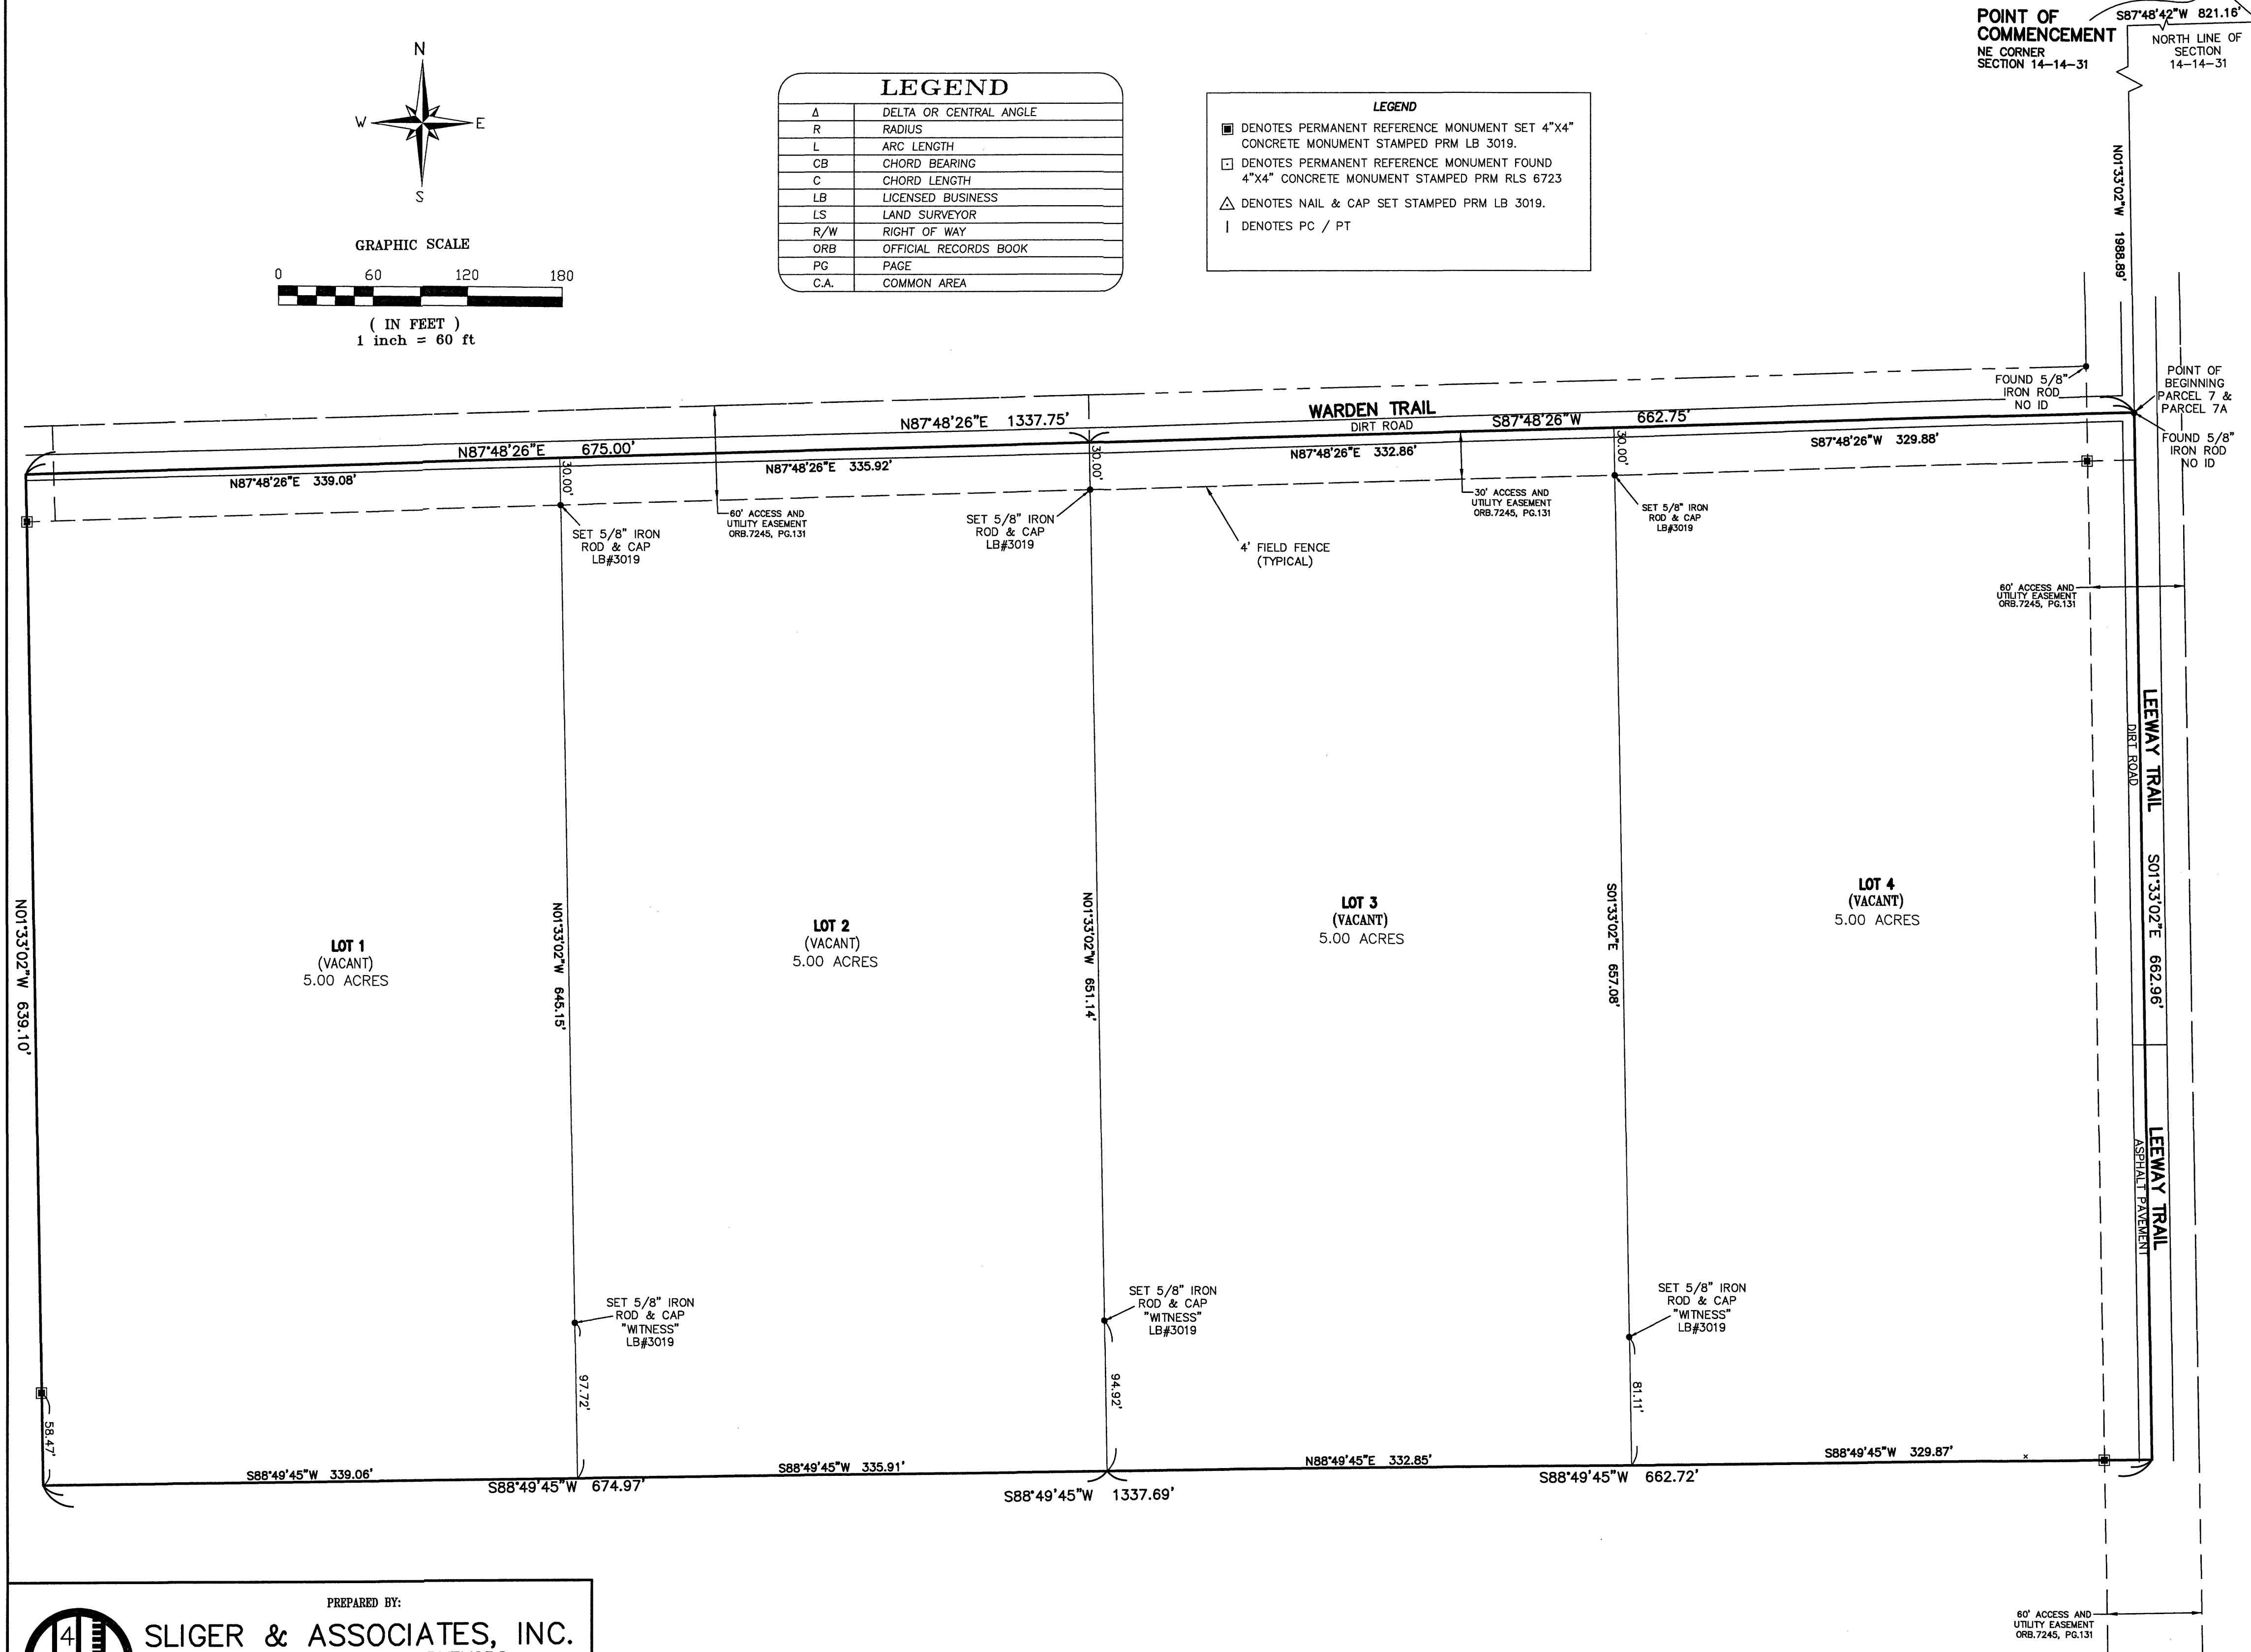 POINT OF
COMMENCEMENT
NE CORNER
SECTION 14-14-31
S87°48'42"W 821.16'
NORTH LINE OF
SECTION
14-14-31
N
W
E
S
GRAPHIC SCALE
0 60 120 180
( IN FEET )
1 inch = 60 ft
LEGEND
Δ DELTA OR CENTRAL ANGLE
R RADIUS
L ARC LENGTH
CB CHORD BEARING
C CHORD LENGTH
LB LICENSED BUSINESS
LS LAND SURVEYOR
R/W RIGHT OF WAY
ORB OFFICIAL RECORDS BOOK
PG PAGE
C.A. COMMON AREA
LEGEND
DENOTES PERMANENT REFERENCE MONUMENT SET 4"X4"
CONCRETE MONUMENT STAMPED PRM LB 3019.
DENOTES PERMANENT REFERENCE MONUMENT FOUND
4"X4" CONCRETE MONUMENT STAMPED PRM RLS 6723
DENOTES NAIL & CAP SET STAMPED PRM LB 3019.
| DENOTES PC / PT
N01°33'02"W 1988.89'
FOUND 5/8"
IRON ROD
NO ID
POINT OF
BEGINNING
PARCEL 7 &
PARCEL 7A
FOUND 5/8"
IRON ROD
NO ID
N87°48'26"E 1337.75'
WARDEN TRAIL
DIRT ROAD
S87°48'26"W 662.75'
N87°48'26"E 675.00'
N87°48'26"E 339.08'
N87°48'26"E 335.92'
N87°48'26"E 332.86'
S87°48'26"W 329.88'
30.00'
30.00'
30.00'
SET 5/8" IRON
ROD & CAP
LB#3019
60' ACCESS AND
UTILITY EASEMENT
ORB.7245, PG.131
SET 5/8" IRON
ROD & CAP
LB#3019
4' FIELD FENCE
(TYPICAL)
30' ACCESS AND
UTILITY EASEMENT
ORB.7245, PG.131
SET 5/8" IRON
ROD & CAP
LB#3019
60' ACCESS AND
UTILITY EASEMENT
ORB.7245, PG.131
LEEWAY TRAIL
DIRT ROAD
S01°33'02"E 662.96'
LEEWAY TRAIL
ASPHALT PAVEMENT
N01°33'02"W 639.10'
LOT 1
(VACANT)
5.00 ACRES
N01°33'02"W 645.15'
LOT 2
(VACANT)
5.00 ACRES
N01°33'02"W 651.14'
LOT 3
(VACANT)
5.00 ACRES
S01°33'02"E 657.08'
LOT 4
(VACANT)
5.00 ACRES
SET 5/8" IRON
ROD & CAP
"WITNESS"
LB#3019
SET 5/8" IRON
ROD & CAP
"WITNESS"
LB#3019
SET 5/8" IRON
ROD & CAP
"WITNESS"
LB#3019
58.47'
97.72'
94.92'
81.11'
S88°49'45"W 339.06'
S88°49'45"W 335.91'
N88°49'45"E 332.85'
S88°49'45"W 329.87'
S88°49'45"W 674.97'
S88°49'45"W 1337.69'
S88°49'45"W 662.72'
60' ACCESS AND
UTILITY EASEMENT
ORB.7245, PG.131
PREPARED BY:
4
SLIGER & ASSOCIATES, INC.